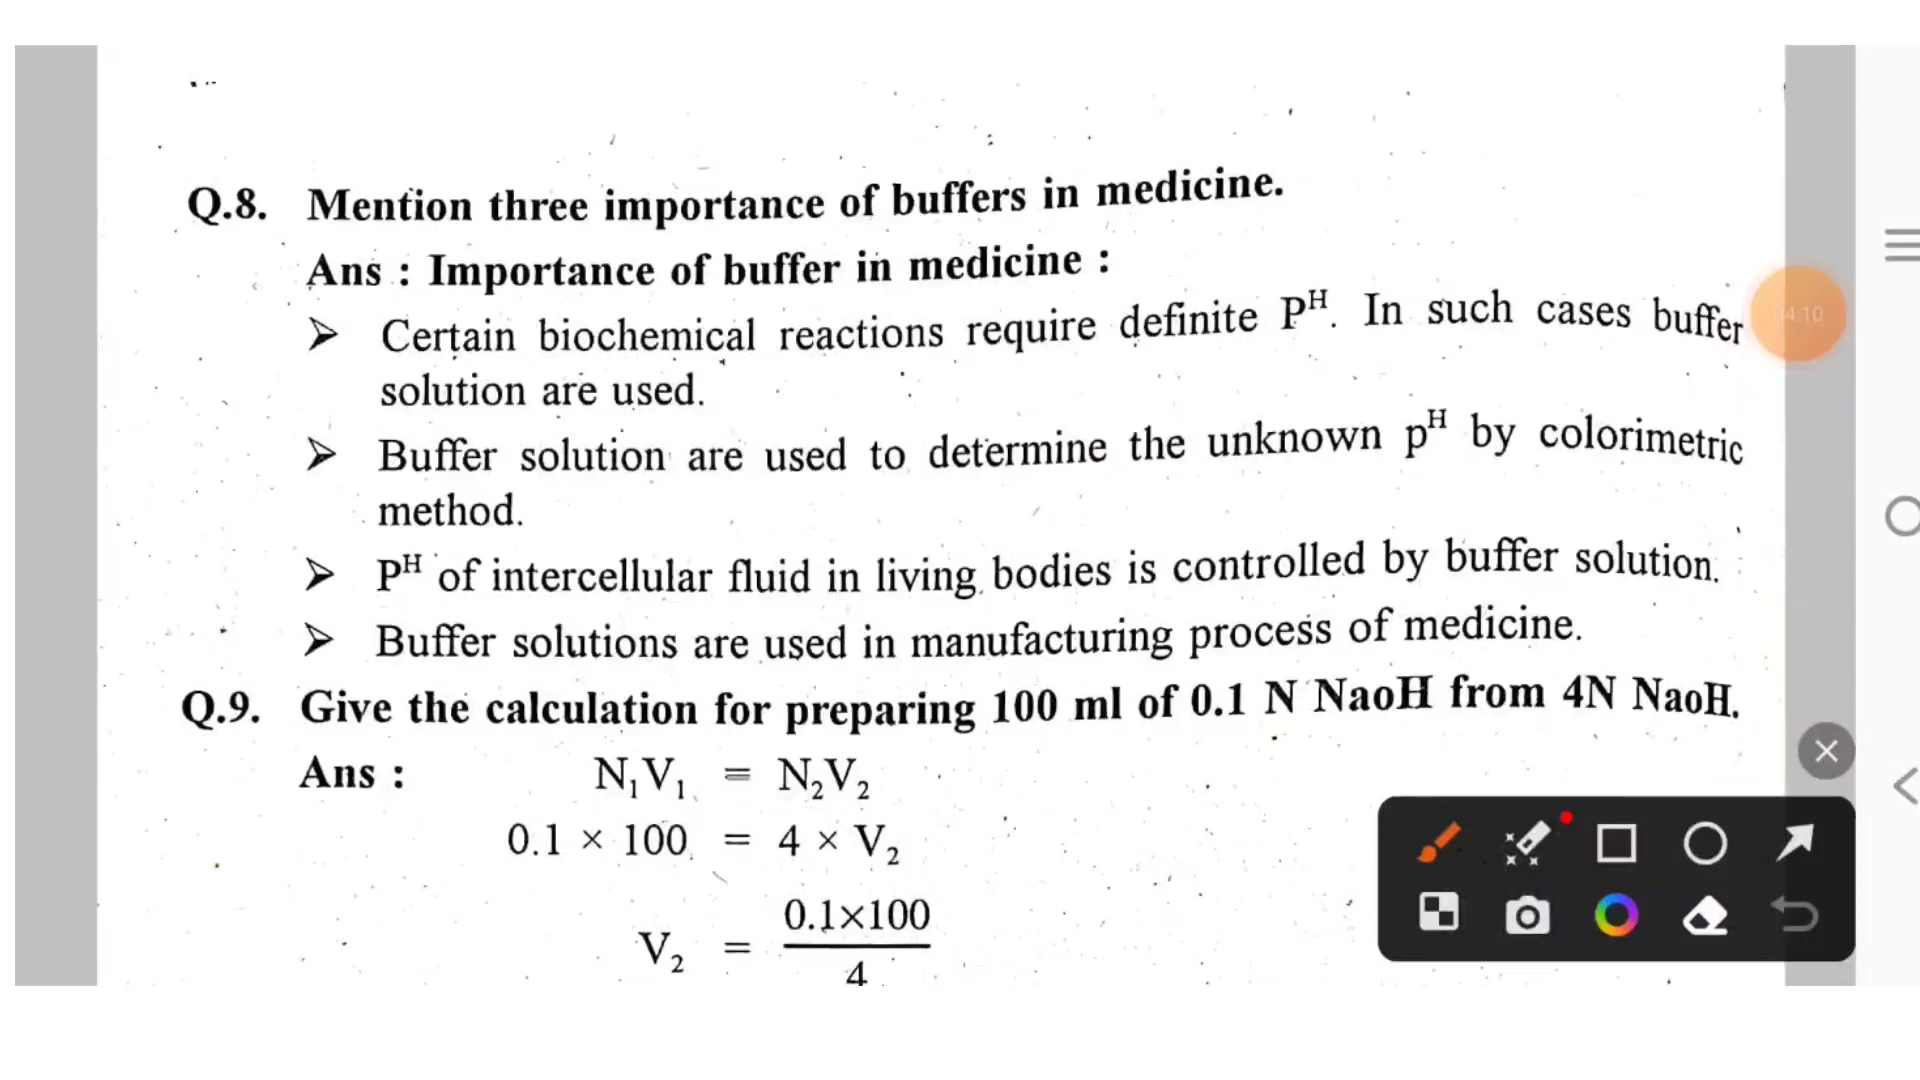 Q.8. Mention three importance of buffers in medicine.
Ans : Importance of buffer in medicine :
➢ Certain biochemical reactions require definite Pᴴ. In such cases buffer
solution are used.
➢ Buffer solution are used to determine the unknown pᴴ by colorimetric
method.
➢ Pᴴ of intercellular fluid in living bodies is controlled by buffer solution.
➢ Buffer solutions are used in manufacturing process of medicine.
Q.9. Give the calculation for preparing 100 ml of 0.1 N NaoH from 4N NaoH.
Ans : N₁V₁ = N₂V₂
0.1 × 100 = 4 × V₂
V₂ = 0.1×100
4
04:10